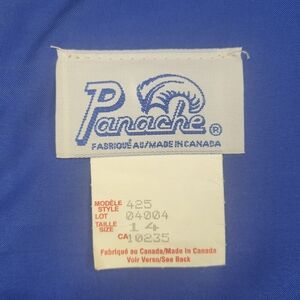 Panache ®
FABRIQUÉ AU/MADE IN CANADA
MODÈLE
STYLE 425
LOT 04004
TAILLE
SIZE 14
CA 10235
Fabriqué au Canada/Made in Canada
Voir Verso/See Back